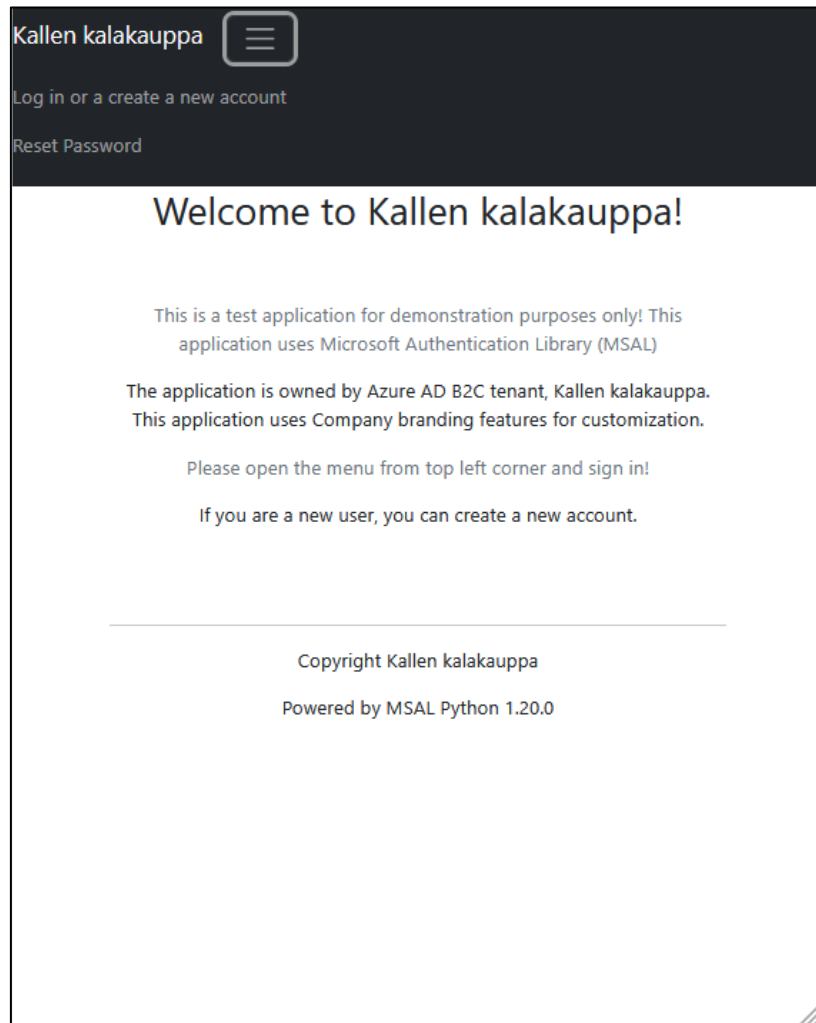 Kallen kalakauppa
Log in or a create a new account
Reset Password
Welcome to Kallen kalakauppa!
This is a test application for demonstration purposes only! This
application uses Microsoft Authentication Library (MSAL)
The application is owned by Azure AD B2C tenant, Kallen kalakauppa.
This application uses Company branding features for customization.
Please open the menu from top left corner and sign in!
If you are a new user, you can create a new account.
Copyright Kallen kalakauppa
Powered by MSAL Python 1.20.0